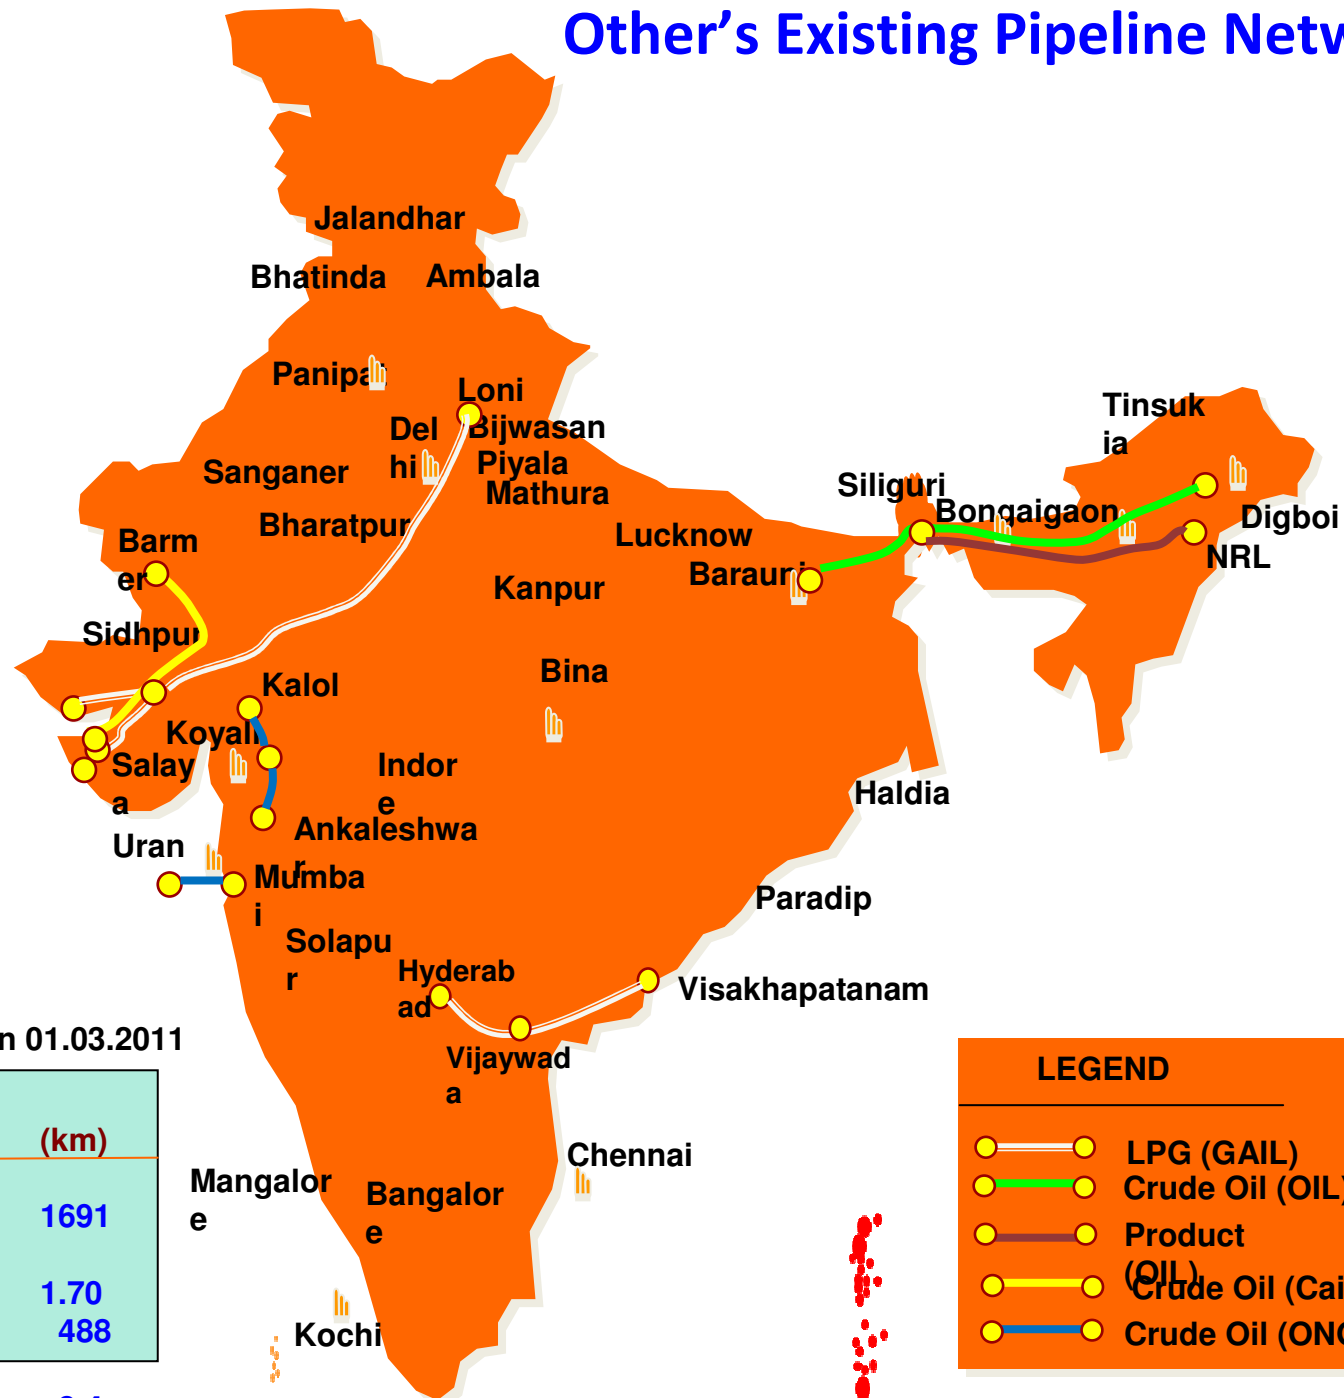 Other's Existing Pipeline
Jalandhar
Bhatinda
Ambala
Panipat
Loni
Del
hi
Bijwasan
Piyala
Mathura
Sanganer
Bharatpur
Tinsuk
ia
Siliguri
Bongaigaon
Digboi
NRL
Lucknow
Barauni
Kanpur
Barm
er
Sidhpur
Bina
Kalol
Koyali
Salay
a
Indor
e
Haldia
Ankaleshwa
r
Uran
Mumba
i
Paradip
Solapu
r
Hyderab
ad
Visakhapatanam
Vijaywad
a
01.03.2011
(km)
1691
1.70
488
Chennai
Mangalor
e
Bangalor
e
Kochi
LEGEND
LPG (GAIL)
Crude Oil (OIL)
Product
(OIL)
Crude Oil
Crude Oil